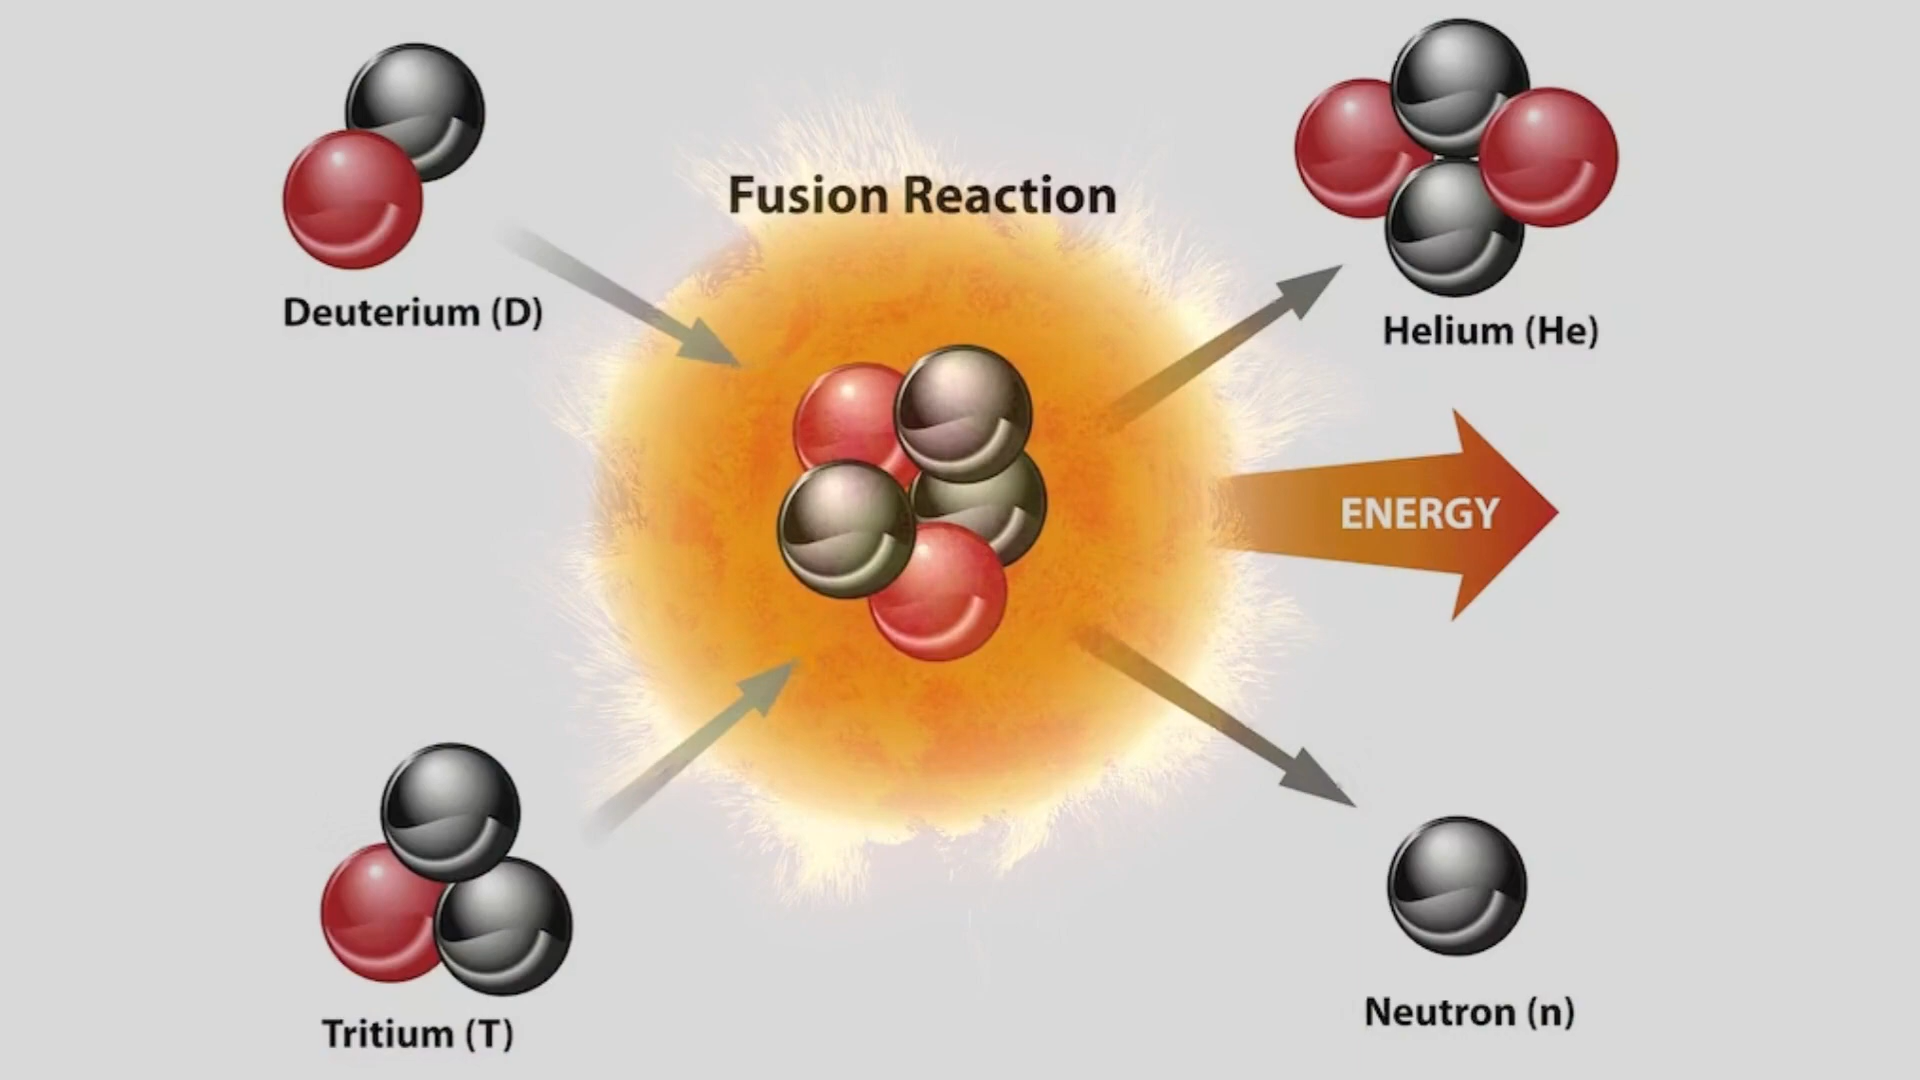 Fusion Reaction
Deuterium (D)
Helium (He)
ENERGY
Tritium (T)
Neutron (n)